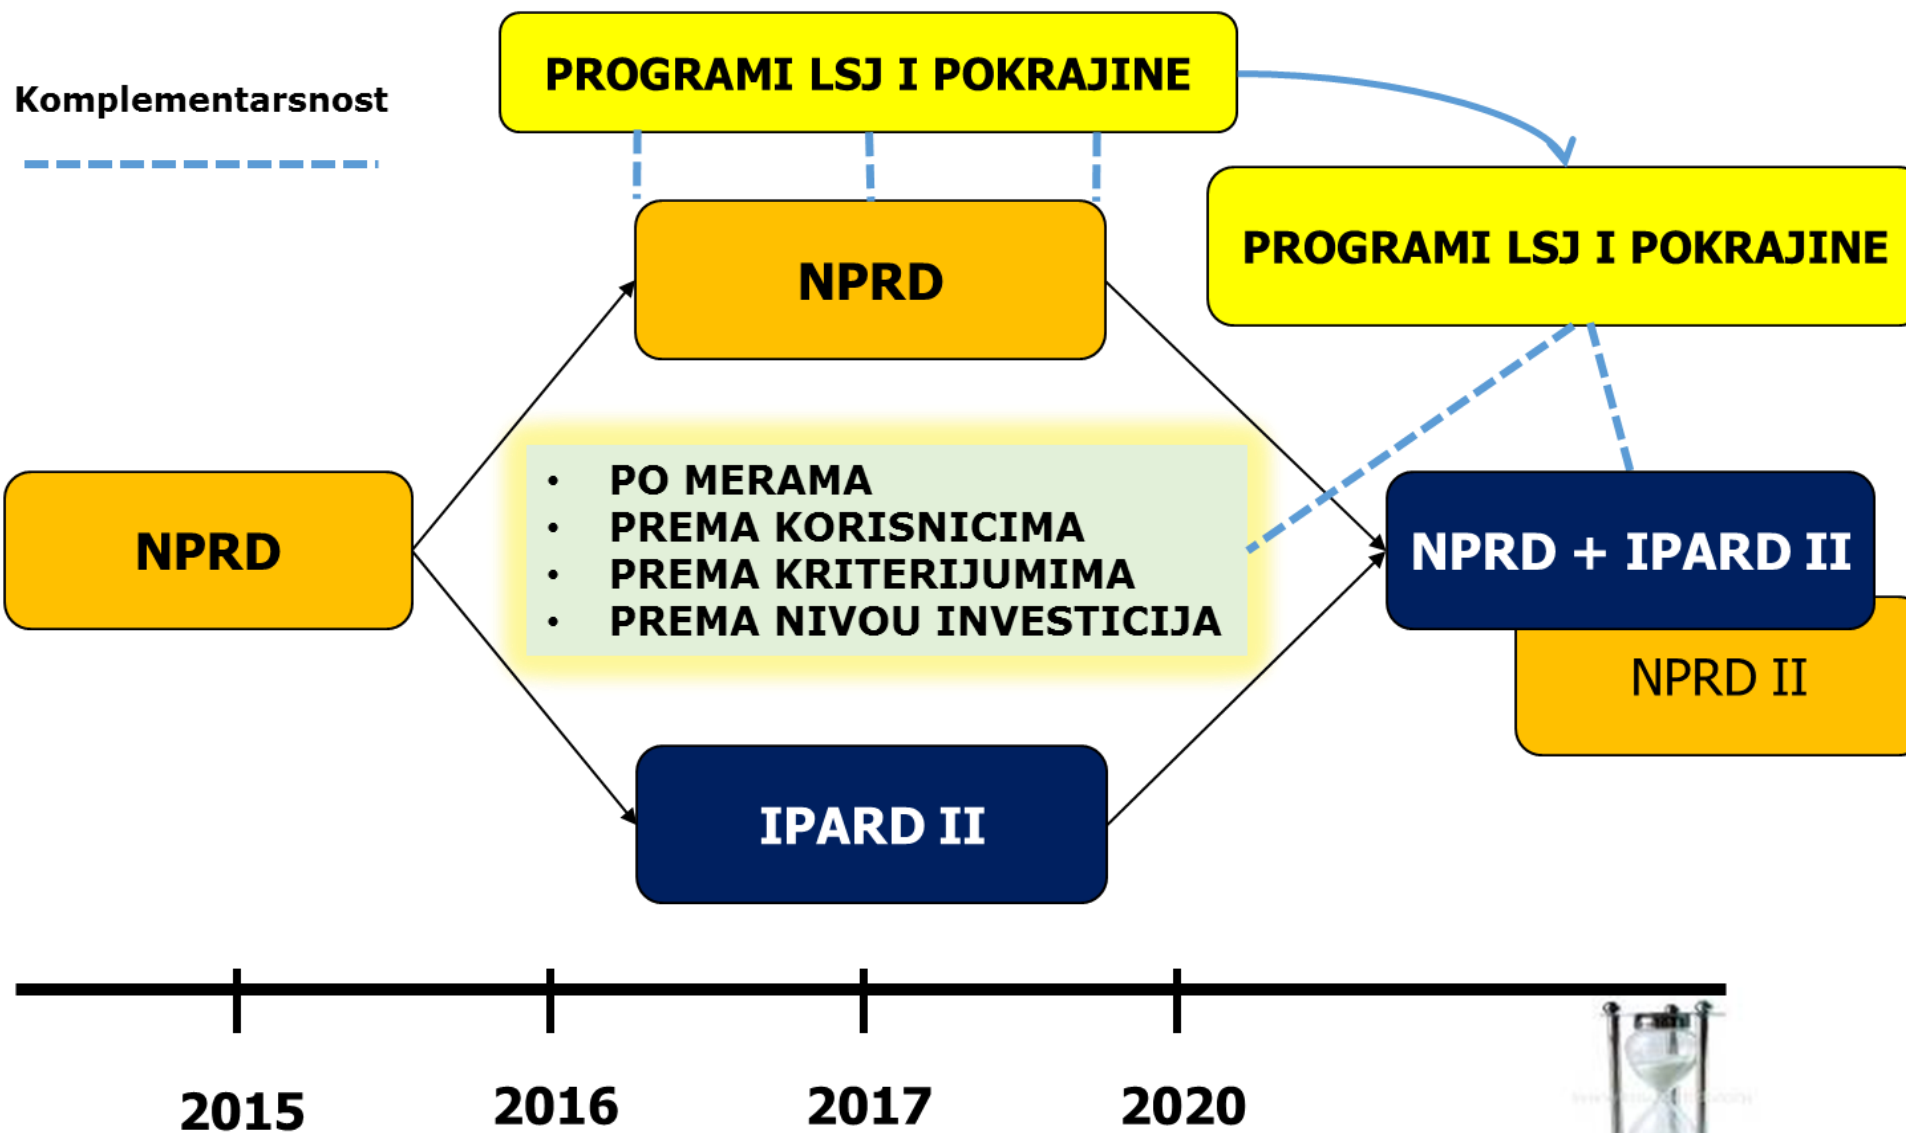 PROGRAMI LSJ I POKRAJINE
Komplementarsnost
PROGRAMI LSJ I POKRAJINE
NPRD
• PO MERAMA
• PREMA KORISNICIMA
• PREMA KRITERIJUMIMA
• PREMA NIVOU INVESTICIJA
NPRD
NPRD + IPARD II
NPRD II
IPARD II
2015
2016
2017
2020